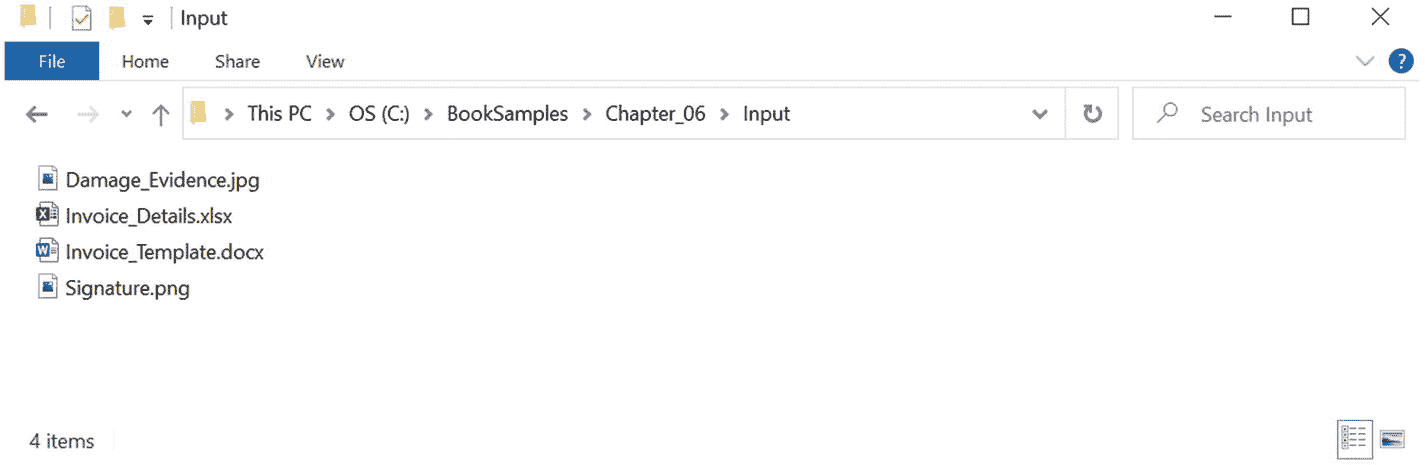 Input
File Home Share View ?
This PC > OS (C:) > BookSamples > Chapter_06 > Input Search Input
Damage_Evidence.jpg
Invoice_Details.xlsx
Invoice_Template.docx
Signature.png
4 items